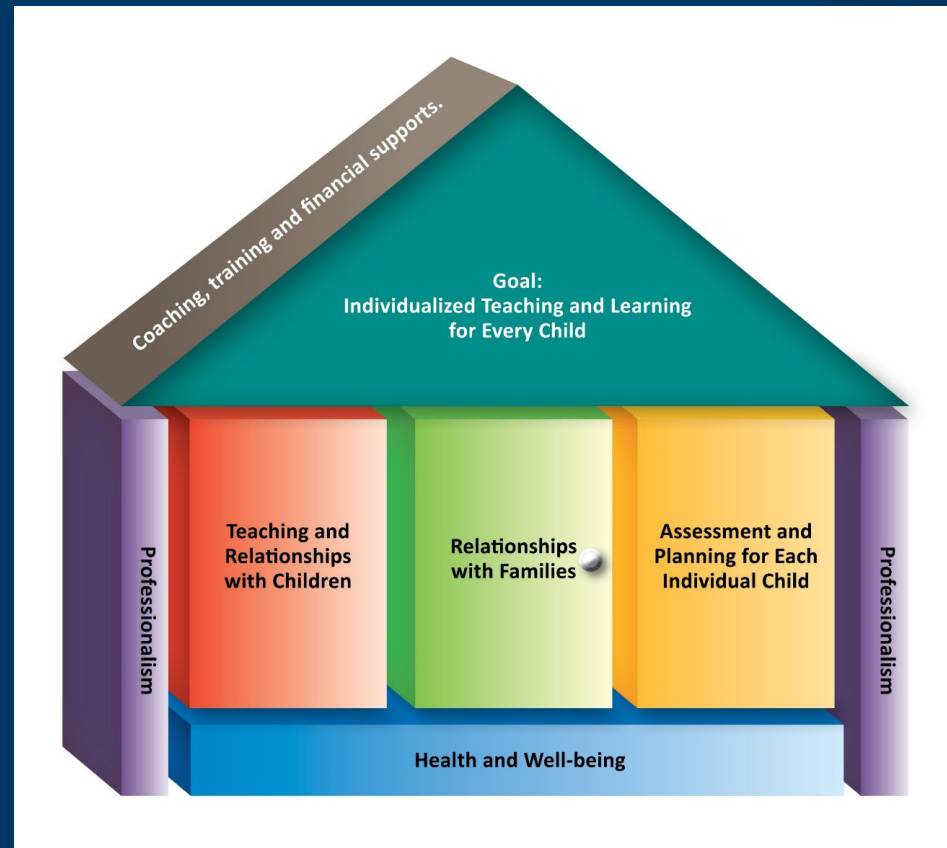 Coaching, training and financial supports.
Goal:
Individualized Teaching and Learning
for Every Child
Professionalism
Teaching and
Relationships
with Children
Relationships
with Families
Assessment and
Planning for Each
Individual Child
Professionalism
Health and Well-being